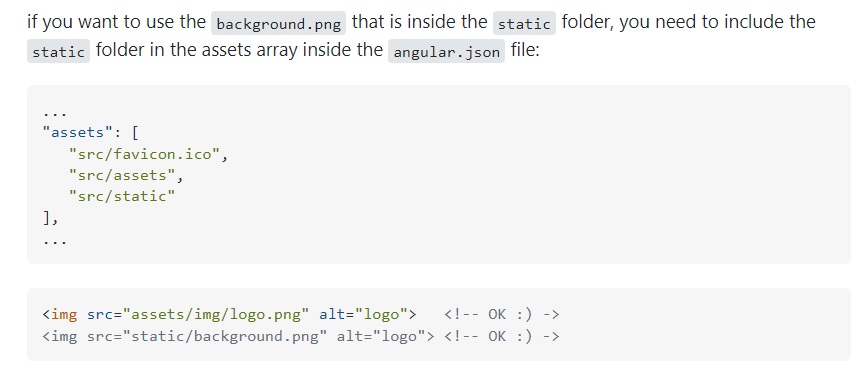 if you want to use the background.png that is inside the static folder, you need to include the
static folder in the assets array inside the angular.json file:
...
"assets": [
   "src/favicon.ico",
   "src/assets",
   "src/static"
],
...
<img src="assets/img/logo.png" alt="logo">   <!-- OK :) ->
<img src="static/background.png" alt="logo"> <!-- OK :) ->